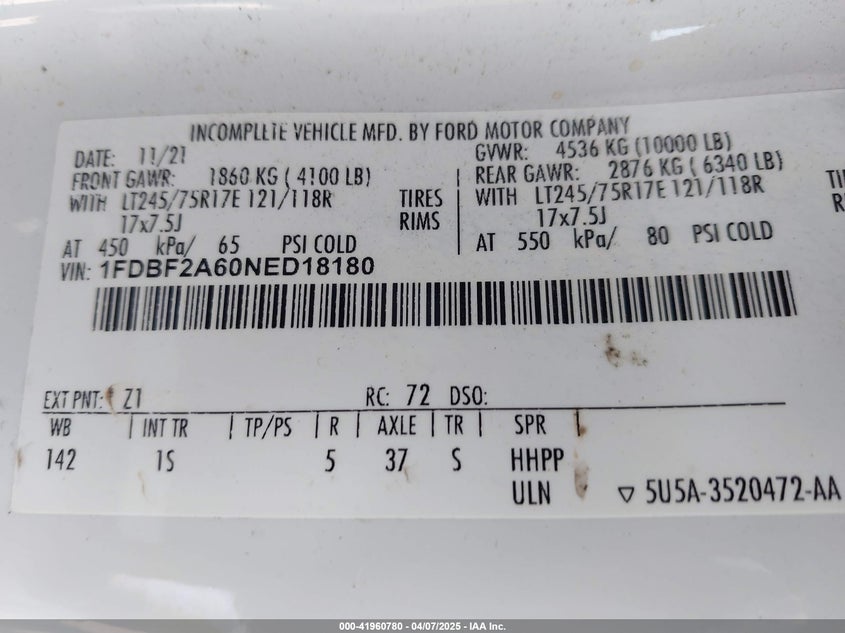 INCOMPLETE VEHICLE MFD. BY FORD MOTOR COMPANY
DATE: 11/21
GVWR: 4536 KG (10000 LB)
FRONT GAWR: 1860 KG ( 4100 LB)
REAR GAWR: 2876 KG ( 6340 LB)
WITH LT245/75R17E 121/118R TIRES
WITH LT245/75R17E 121/118R
17x7.5J RIMS
17x7.5J
AT 450 kPa/ 65 PSI COLD
AT 550 kPa/ 80 PSI COLD
VIN: 1FDBF2A60NED18180
EXT PNT: Z1 RC: 72 DSO:
WB | INT TR | TP/PS | R | AXLE | TR | SPR
142 1S 5 37 S HHPP
ULN ▽ 5U5A-3520472-AA
000-41960780 - 04/07/2025 - IAA Inc.